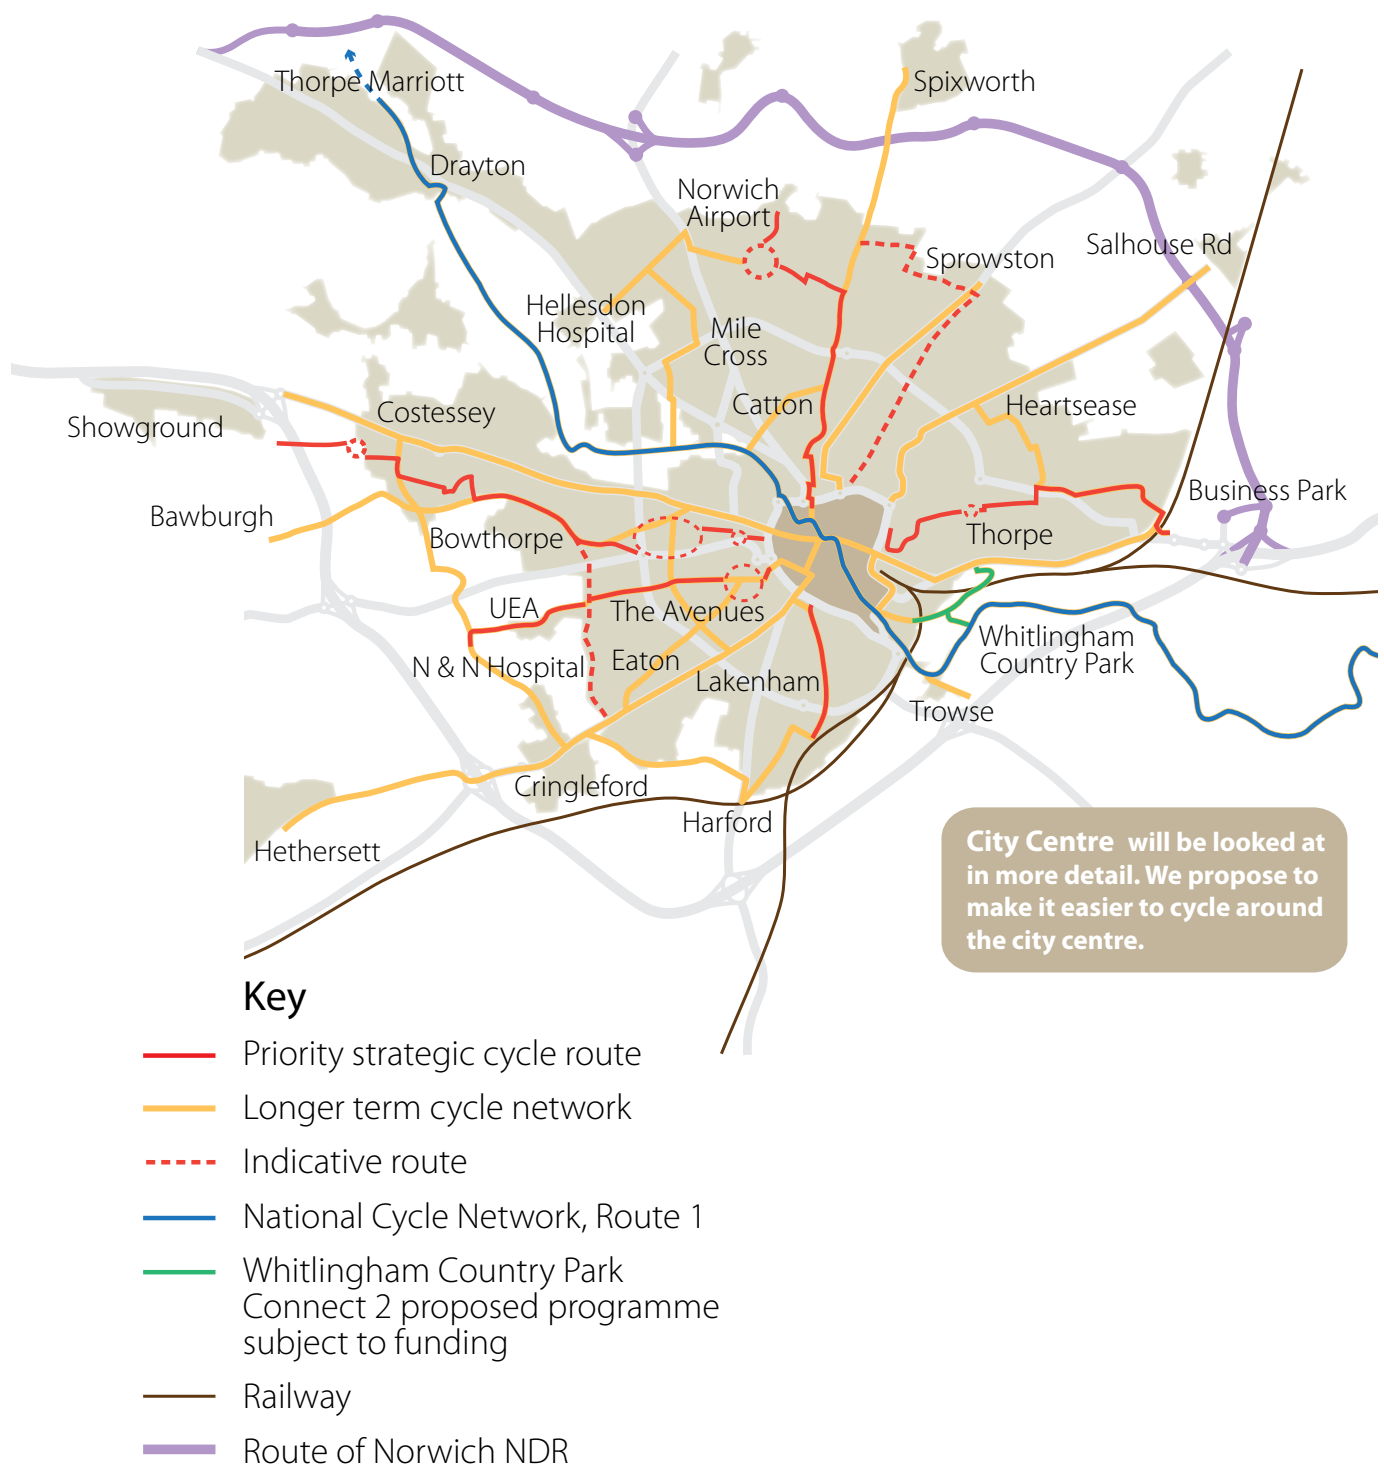 Thorpe Marriott
Spixworth
Drayton
Norwich
Airport
Salhouse Rd
Sprowston
Hellesdon
Hospital
Mile
Cross
Catton
Heartsease
Costessey
Showground
Business Park
Bawburgh
Bowthorpe
Thorpe
UEA
The Avenues
Whitlingham
Country Park
N & N Hospital
Eaton
Lakenham
Trowse
Cringleford
Harford
Hethersett
City Centre will be looked at
in more detail. We propose to
make it easier to cycle around
the city centre.
Key
Priority strategic cycle route
Longer term cycle network
Indicative route
National Cycle Network, Route 1
Whitlingham Country Park
Connect 2 proposed programme
subject to funding
Railway
Route of Norwich NDR